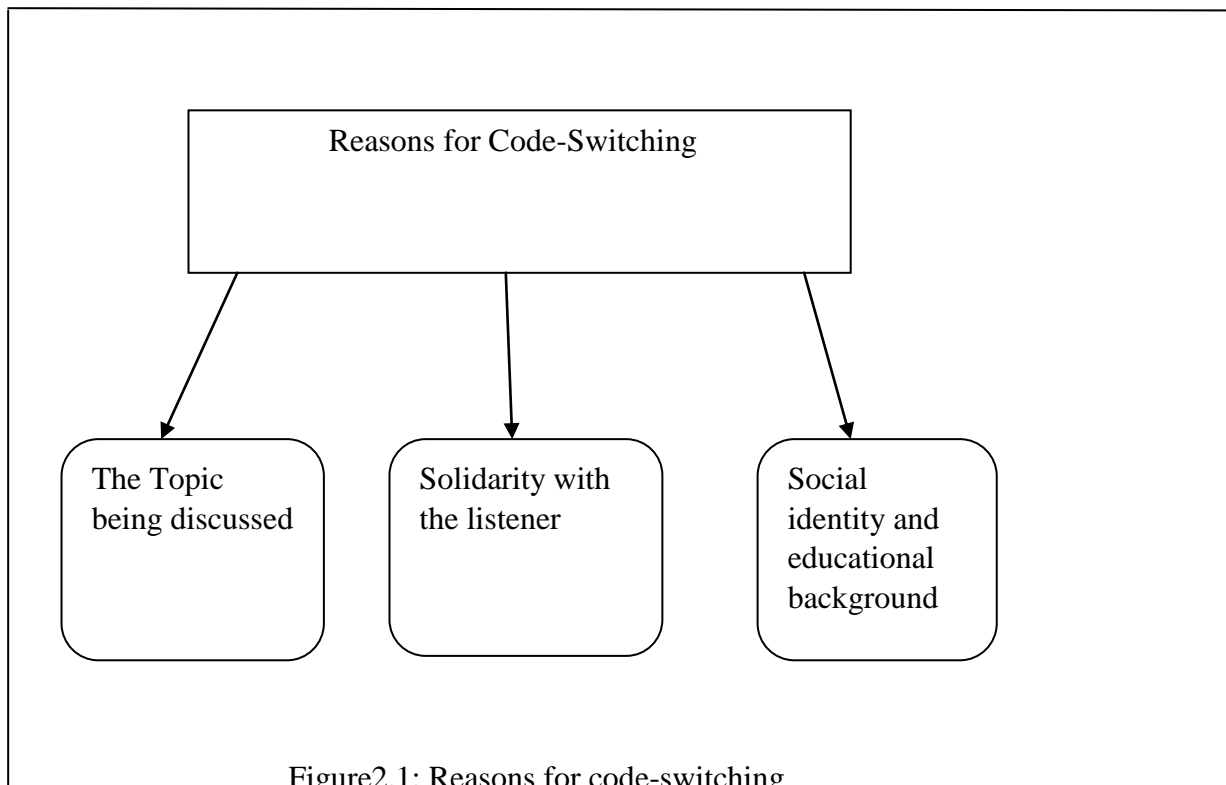 Reasons for Code-Switching
The Topic
being discussed
Solidarity with
the listener
Social
identity and
educational
background
Figure2.1: Reasons for code-switching